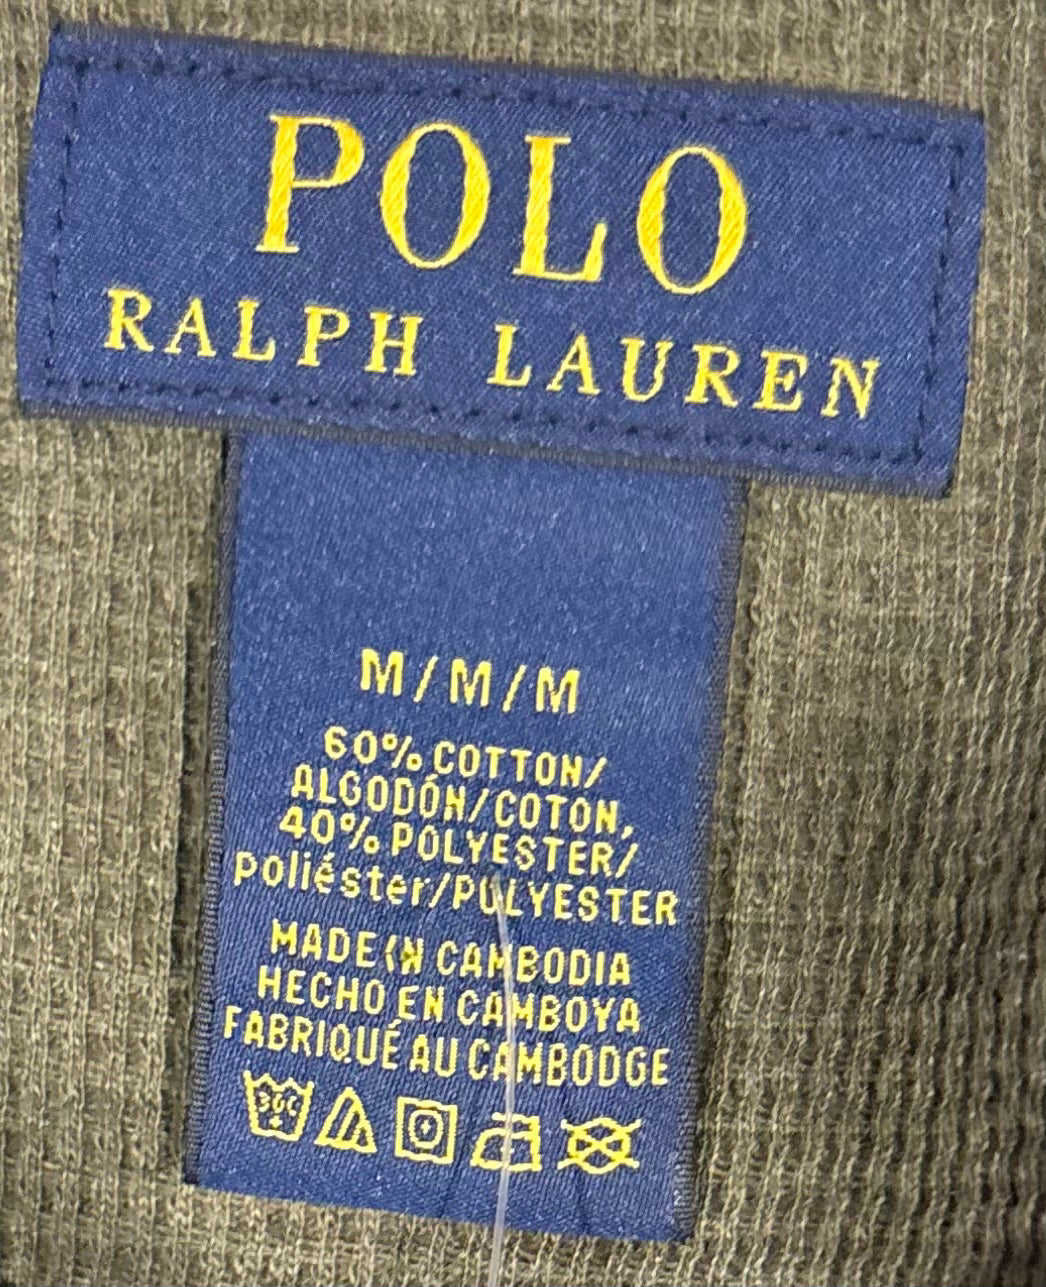 POLO
RALPH LAUREN
M/M/M
60% COTTON/
ALGODÓN/COTON,
40% POLYESTER/
poliéster/POLYESTER
MADE IN CAMBODIA
HECHO EN CAMBOYA
FABRIQUÉ AU CAMBODGE
30C